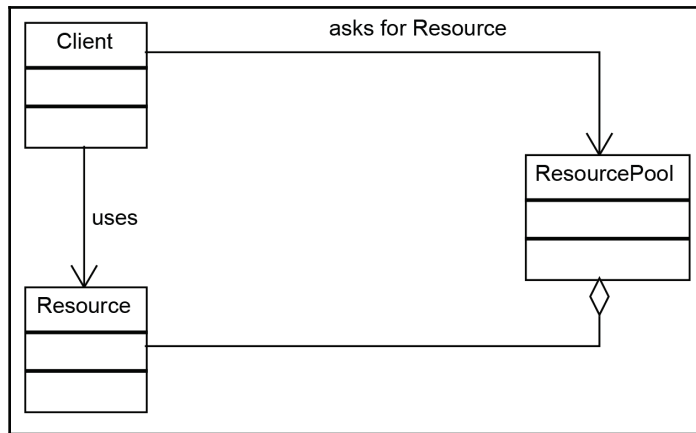 Client
asks for Resource
ResourcePool
uses
Resource